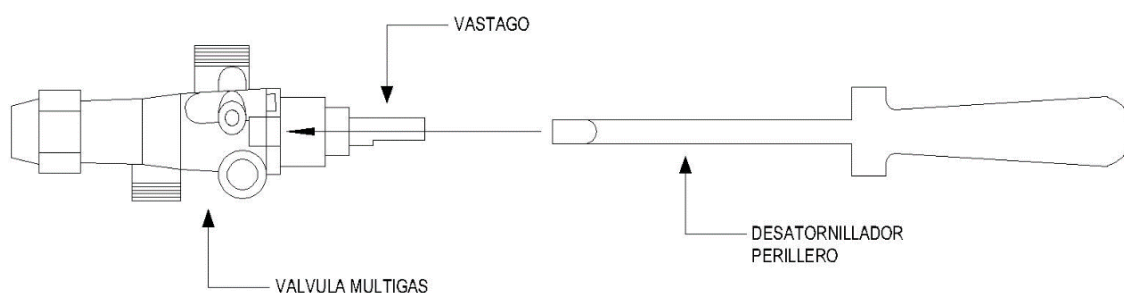 VASTAGO
DESATORNILLADOR
PERILLERO
VALVULA MULTIGAS